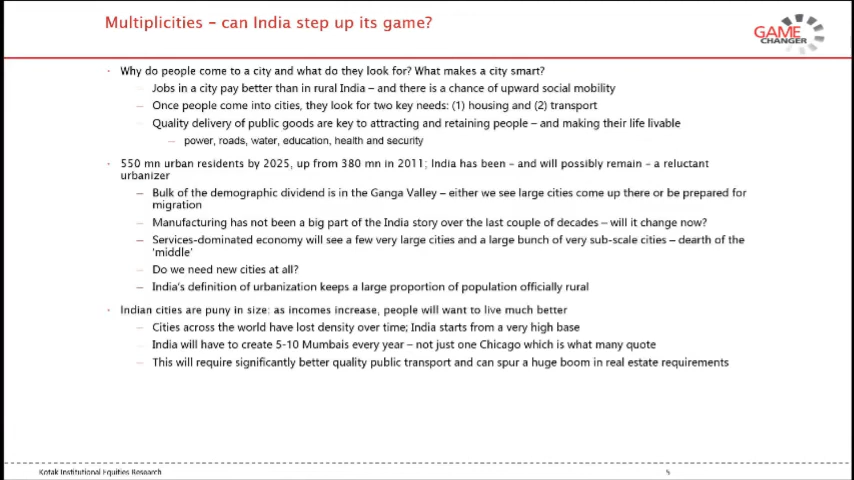 Multiplicities – can India step up its game?
GAME
CHANGER
· Why do people come to a city and what do they look for? What makes a city smart?
– Jobs in a city pay better than in rural India – and there is a chance of upward social mobility
– Once people come into cities, they look for two key needs: (1) housing and (2) transport
– Quality delivery of public goods are key to attracting and retaining people – and making their life livable
– power, roads, water, education, health and security
· 550 mn urban residents by 2025, up from 380 mn in 2011; India has been – and will possibly remain – a reluctant
urbanizer
– Bulk of the demographic dividend is in the Ganga Valley – either we see large cities come up there or be prepared for
migration
– Manufacturing has not been a big part of the India story over the last couple of decades – will it change now?
– Services-dominated economy will see a few very large cities and a large bunch of very sub-scale cities – dearth of the
'middle'
– Do we need new cities at all?
– India's definition of urbanization keeps a large proportion of population officially rural
· Indian cities are puny in size: as incomes increase, people will want to live much better
– Cities across the world have lost density over time; India starts from a very high base
– India will have to create 5-10 Mumbais every year – not just one Chicago which is what many quote
– This will require significantly better quality public transport and can spur a huge boom in real estate requirements
Kotak Institutional Equities Research